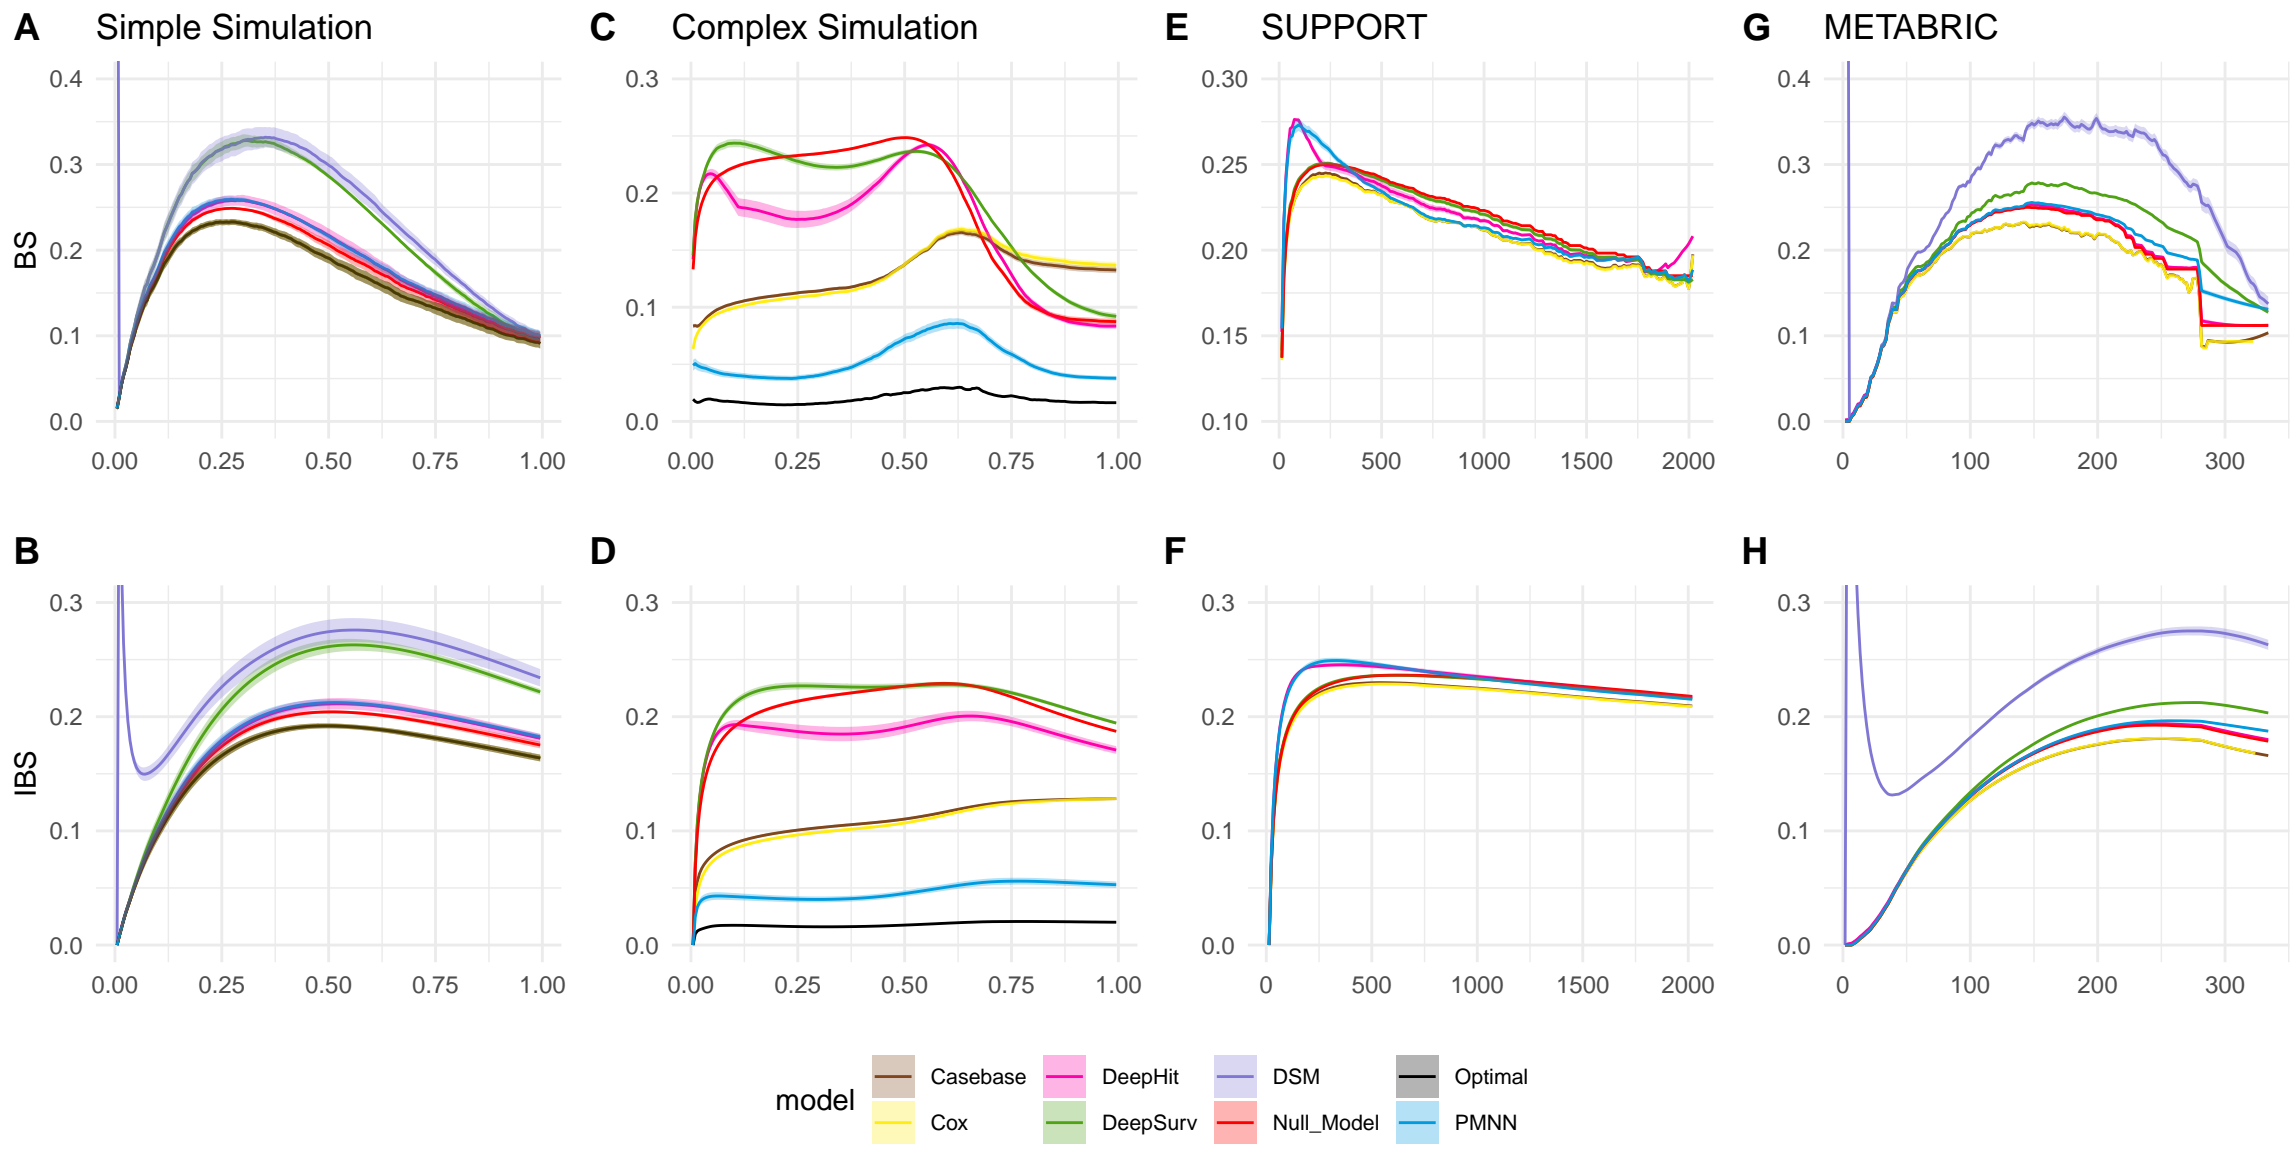 A Simple Simulation
C Complex Simulation
E SUPPORT
G METABRIC
BS
0.4
0.3
0.2
0.1
0.0
0.00 0.25 0.50 0.75 1.00
0.3
0.2
0.1
0.0
0.00 0.25 0.50 0.75 1.00
0.30
0.25
0.20
0.15
0.10
0 500 1000 1500 2000
0.4
0.3
0.2
0.1
0.0
0 100 200 300
B
D
F
H
IBS
0.3
0.2
0.1
0.0
0.00 0.25 0.50 0.75 1.00
0.3
0.2
0.1
0.0
0.00 0.25 0.50 0.75 1.00
0.3
0.2
0.1
0.0
0 500 1000 1500 2000
0.3
0.2
0.1
0.0
0 100 200 300
model
Casebase DeepHit DSM Optimal
Cox DeepSurv Null_Model PMNN